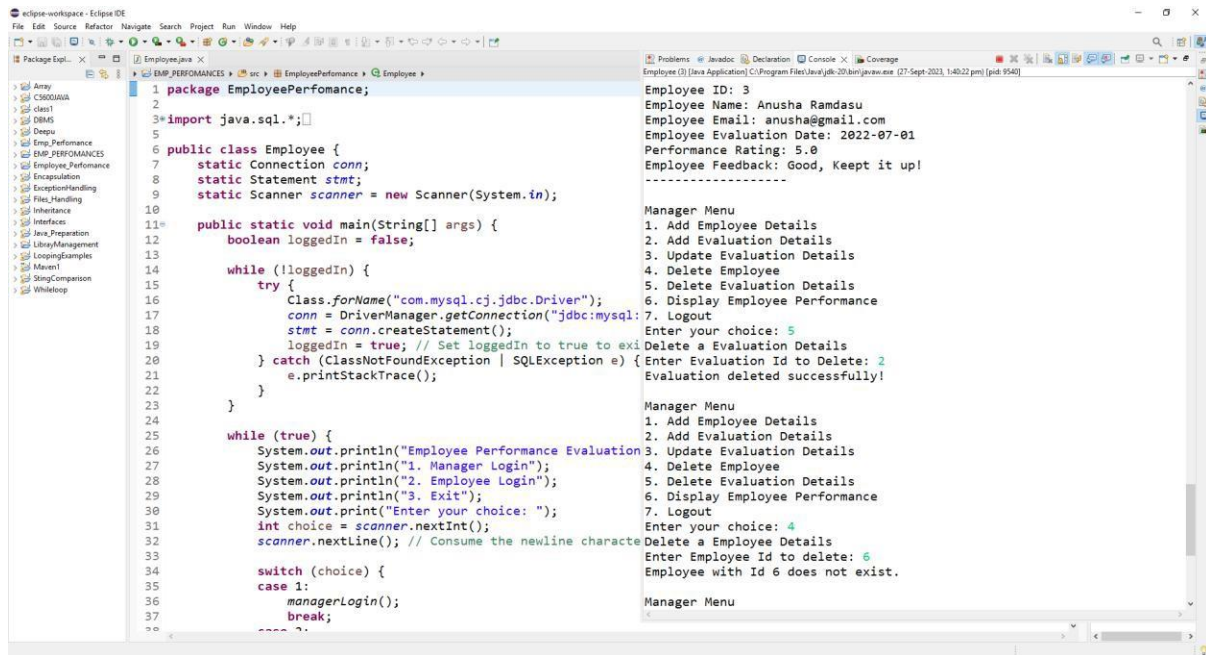 eclipse-workspace - Eclipse IDE
File Edit Source Refactor Navigate Search Project Run Window Help
Package Expl...
Array
CS600JAVA
class1
DBMS
Deepu
Emp_Perfomance
EMP_PERFOMANCES
Employee_Perfomance
Encapsulation
ExceptionHandling
Files_Handling
Inheritance
Interfaces
Java_Preparation
LibrayManagement
LoopingExamples
Maven1
StingComparison
Whileloop
Employee.java
EMP_PERFOMANCES src EmployeePerfomance Employee
1 package EmployeePerfomance;
2
3 import java.sql.*;
5
6 public class Employee {
7 static Connection conn;
8 static Statement stmt;
9 static Scanner scanner = new Scanner(System.in);
10
11 public static void main(String[] args) {
12 boolean loggedIn = false;
13
14 while (!loggedIn) {
15 try {
16 Class.forName("com.mysql.cj.jdbc.Driver");
17 conn = DriverManager.getConnection("jdbc:mysql:
18 stmt = conn.createStatement();
19 loggedIn = true; // Set loggedIn to true to exi
20 } catch (ClassNotFoundException | SQLException e) {
21 e.printStackTrace();
22 }
23 }
24
25 while (true) {
26 System.out.println("Employee Performance Evaluation
27 System.out.println("1. Manager Login");
28 System.out.println("2. Employee Login");
29 System.out.println("3. Exit");
30 System.out.print("Enter your choice: ");
31 int choice = scanner.nextInt();
32 scanner.nextLine(); // Consume the newline characte
33
34 switch (choice) {
35 case 1:
36 managerLogin();
37 break;
Problems Javadoc Declaration Console Coverage
Employee (3) [Java Application] C:\Program Files\Java\jdk-20\bin\javaw.exe (27-Sept-2023, 1:40:22 pm) [pid: 9540]
Employee ID: 3
Employee Name: Anusha Ramdasu
Employee Email: anusha@gmail.com
Employee Evaluation Date: 2022-07-01
Performance Rating: 5.0
Employee Feedback: Good, Keept it up!
-------------------
Manager Menu
1. Add Employee Details
2. Add Evaluation Details
3. Update Evaluation Details
4. Delete Employee
5. Delete Evaluation Details
6. Display Employee Performance
7. Logout
Enter your choice: 5
Delete a Evaluation Details
Enter Evaluation Id to Delete: 2
Evaluation deleted successfully!
Manager Menu
1. Add Employee Details
2. Add Evaluation Details
3. Update Evaluation Details
4. Delete Employee
5. Delete Evaluation Details
6. Display Employee Performance
7. Logout
Enter your choice: 4
Delete a Employee Details
Enter Employee Id to delete: 6
Employee with Id 6 does not exist.
Manager Menu